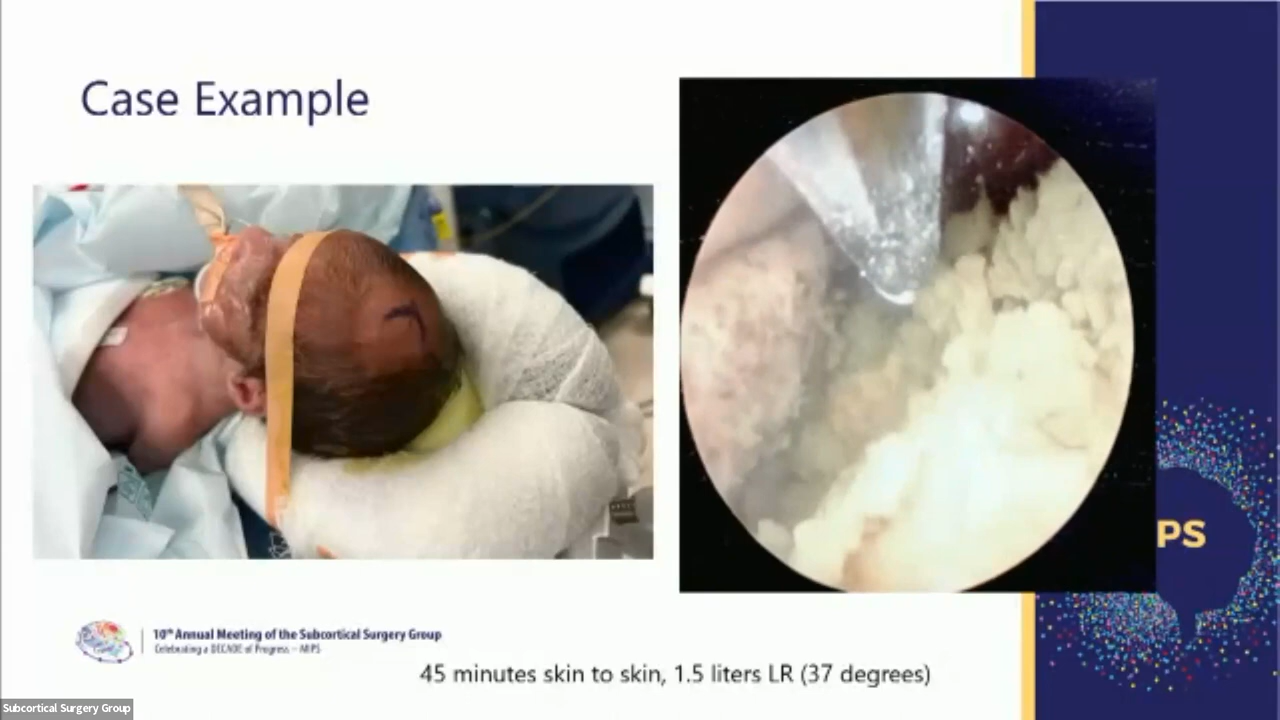 Case Example
PS
10th Annual Meeting of the Subcortical Surgery Group
Celebrating a DECADE of Progress – MIPS
45 minutes skin to skin, 1.5 liters LR (37 degrees)
Subcortical Surgery Group